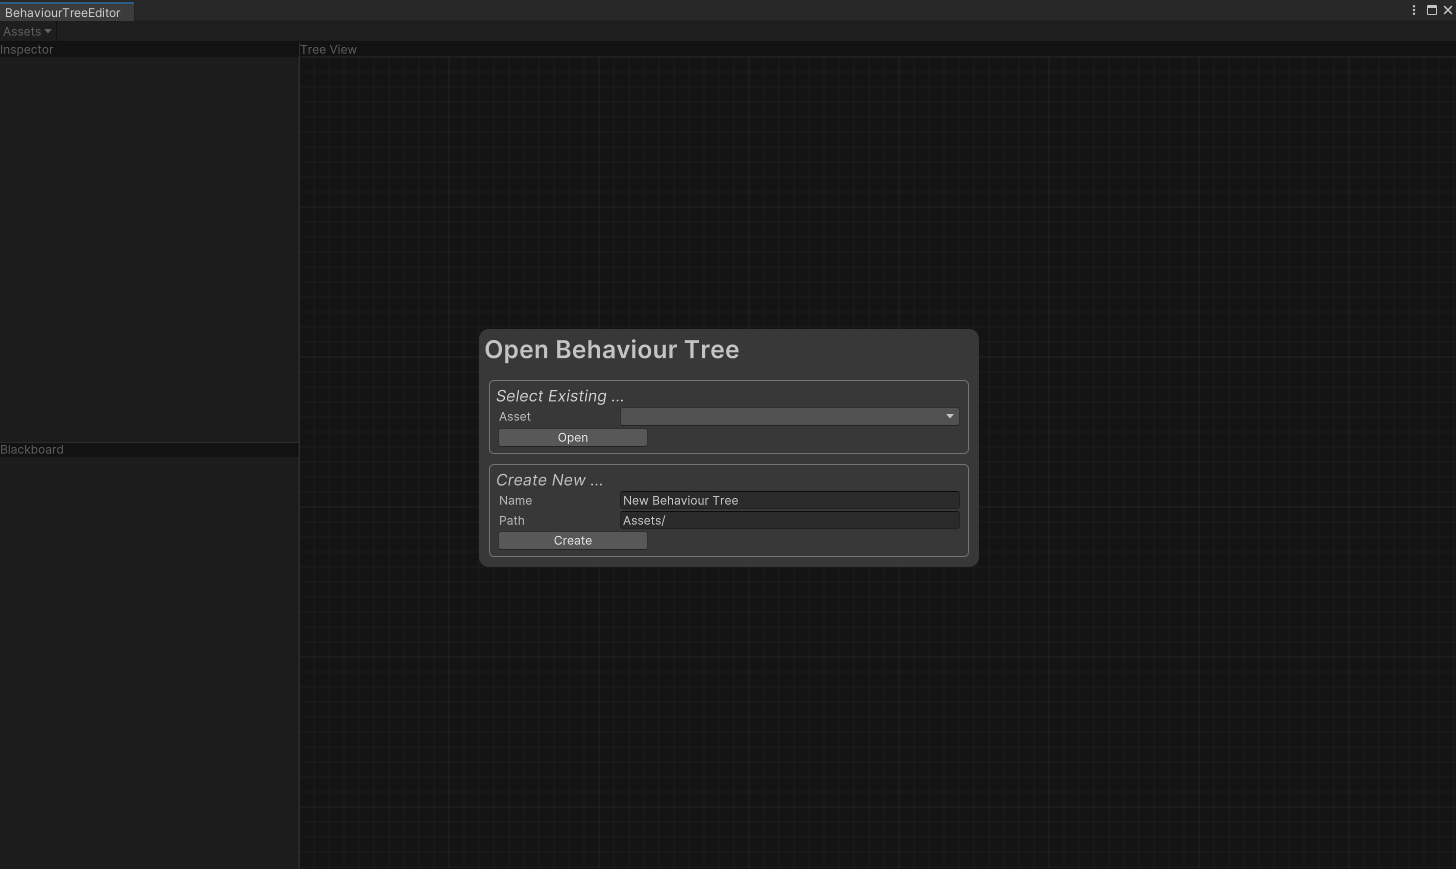 BehaviourTreeEditor
Assets
Inspector
Tree View
Open Behaviour Tree
Select Existing ...
Asset
Open
Create New ...
Name New Behaviour Tree
Path Assets/
Create
Blackboard